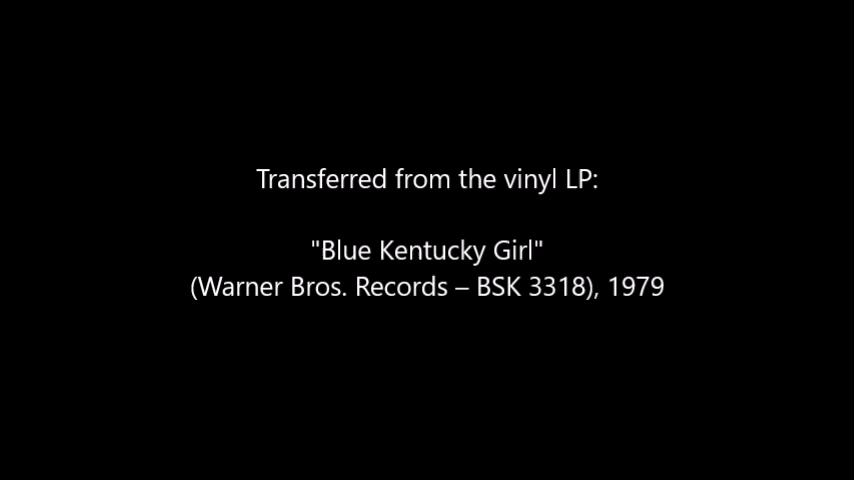 Transferred from the vinyl LP:
"Blue Kentucky Girl"
(Warner Bros. Records – BSK 3318), 1979